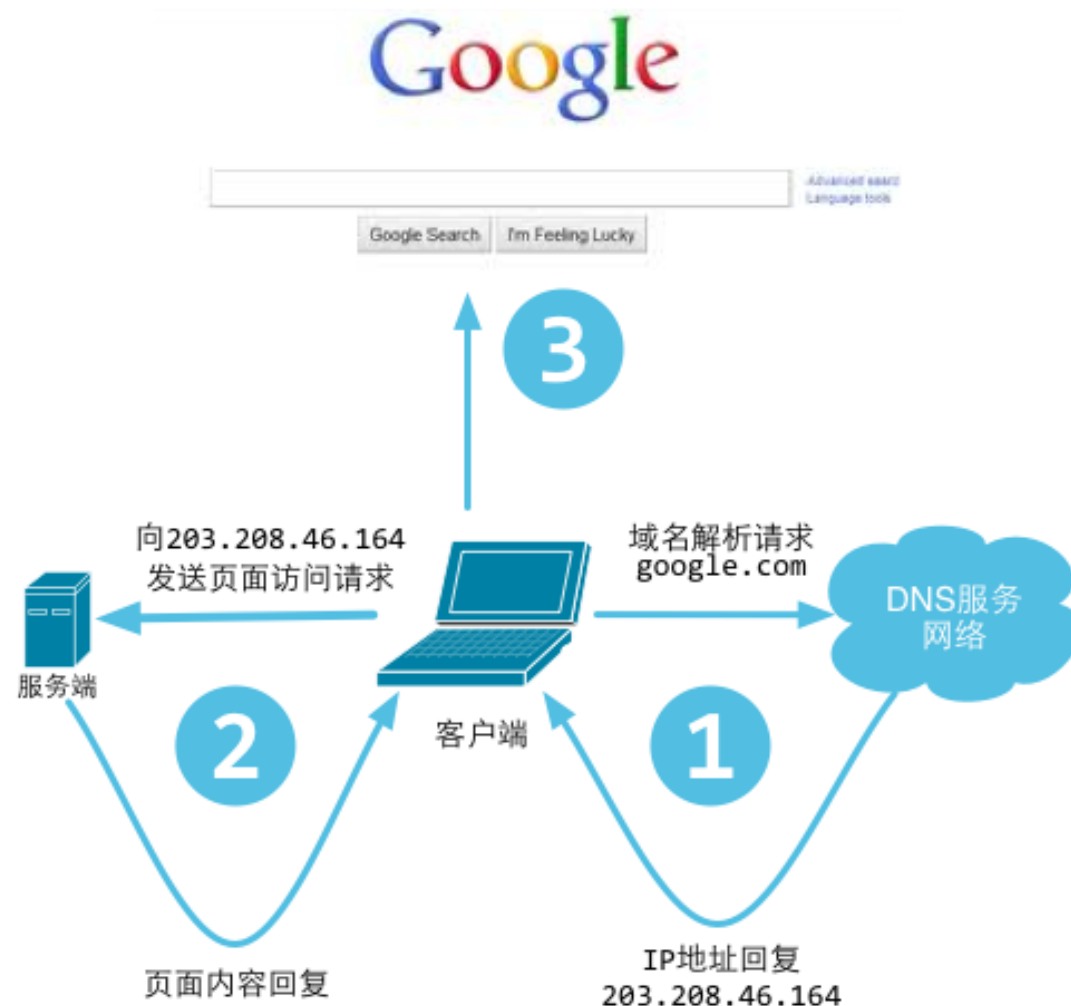 Google
Advanced searc
Language tools
Google Search
I'm Feeling Lucky
3
向203.208.46.164
发送页面访问请求
域名解析请求
google.com
DNS服务
网络
服务端
客户端
2
1
页面内容回复
IP地址回复
203.208.46.164